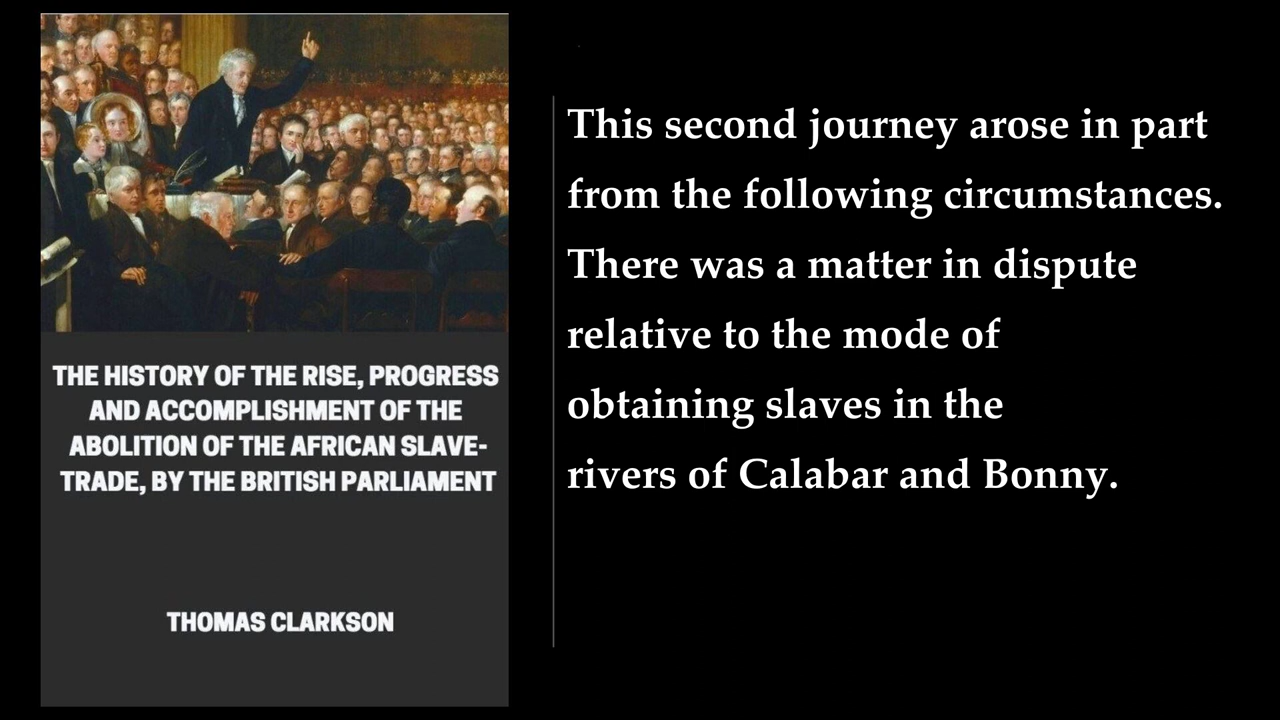 THE HISTORY OF THE RISE, PROGRESS
AND ACCOMPLISHMENT OF THE
ABOLITION OF THE AFRICAN SLAVE-
TRADE, BY THE BRITISH PARLIAMENT
THOMAS CLARKSON
This second journey arose in part
from the following circumstances.
There was a matter in dispute
relative to the mode of
obtaining slaves in the
rivers of Calabar and Bonny.